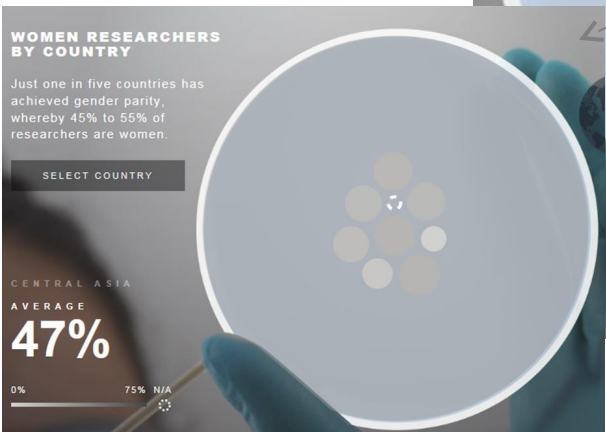 WOMEN RESEARCHERS
BY COUNTRY
Just one in five countries has
achieved gender parity,
whereby 45% to 55% of
researchers are women.
SELECT COUNTRY
CENTRAL ASIA
AVERAGE
47%
0% 75% N/A